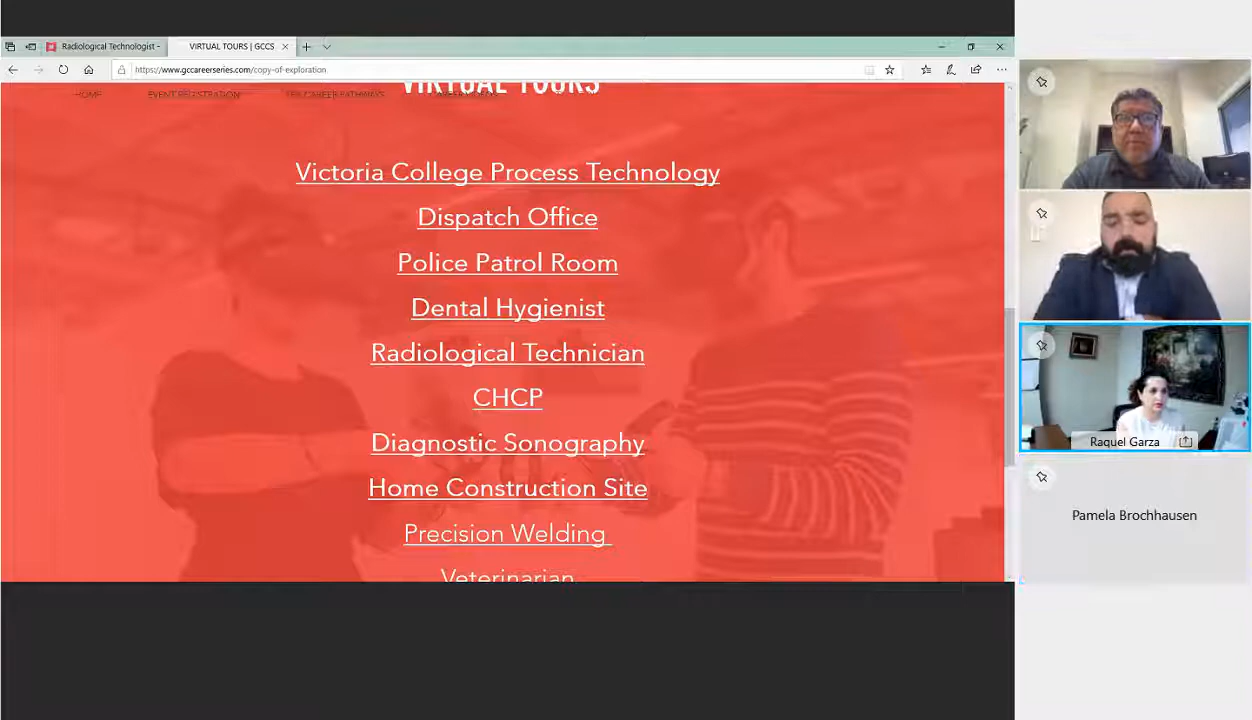 Radiological Technologist -
VIRTUAL TOURS | GCCS
https://www.gccareerseries.com/copy-of-exploration
VIRTUAL TOURS
HOME
EVENT REGISTRATION
CAREER VIDEOS
Victoria College Process Technology
Dispatch Office
Police Patrol Room
Dental Hygienist
Radiological Technician
CHCP
Diagnostic Sonography
Home Construction Site
Precision Welding
Veterinarian
Raquel Garza
Pamela Brochhausen